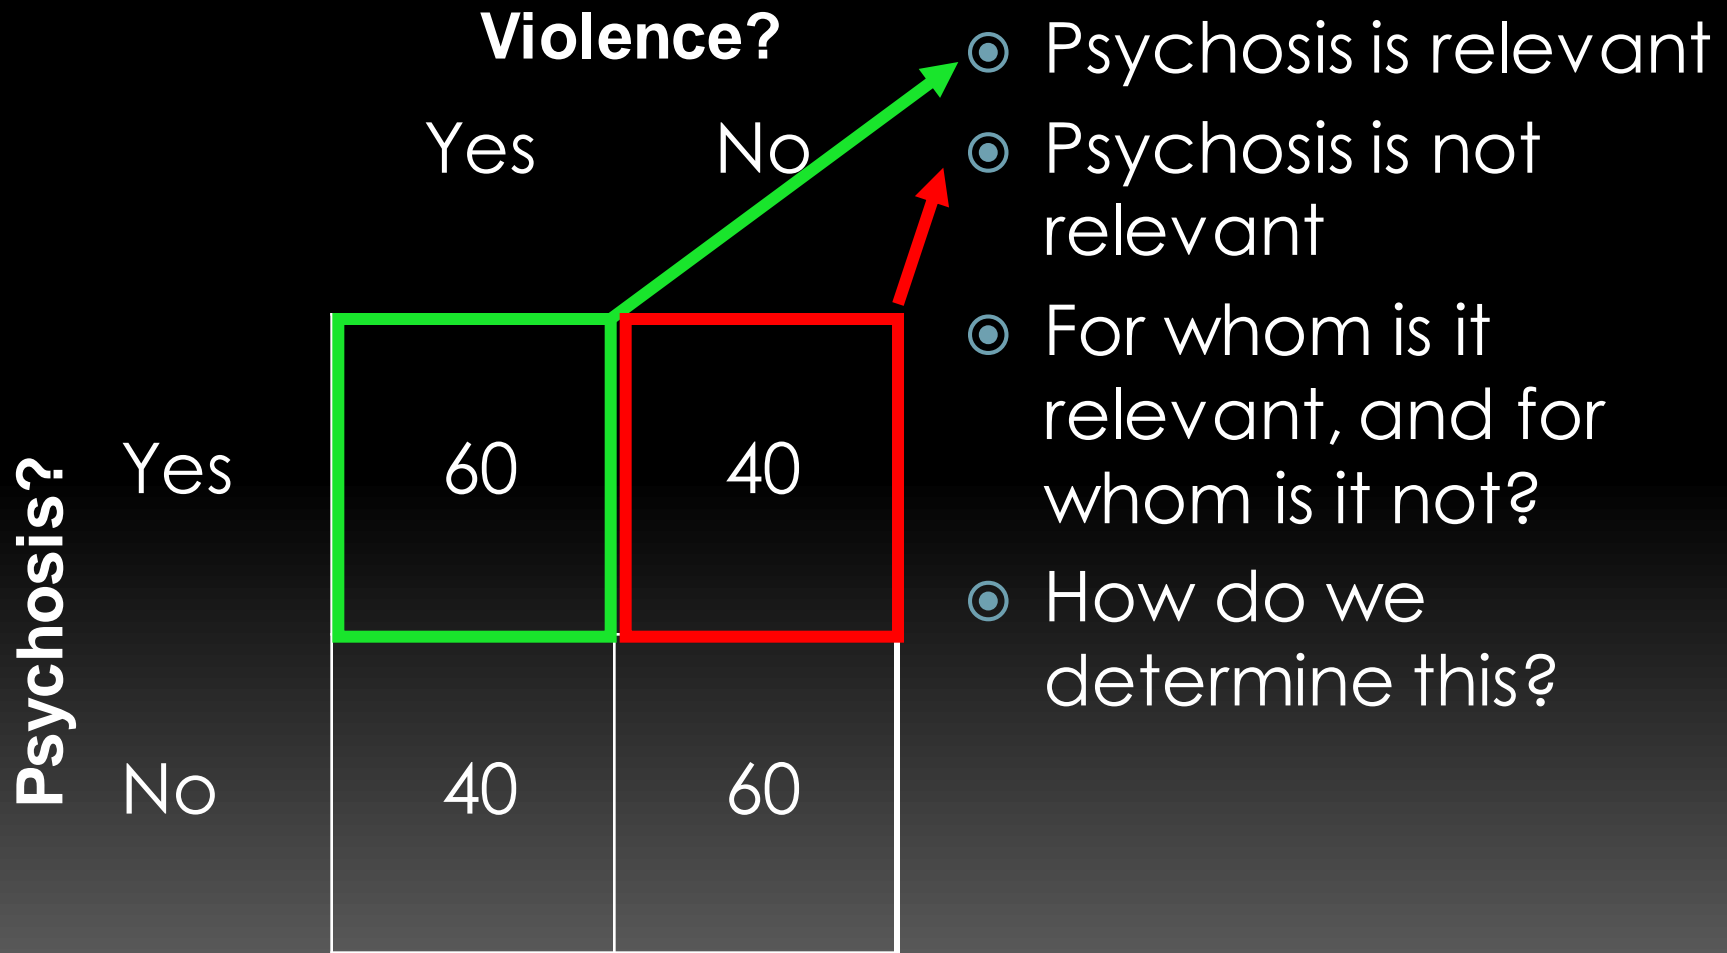 Violence?
Yes No
Psychosis?
Yes 60 40
No 40 60
Psychosis is relevant
Psychosis is not
relevant
For whom is it
relevant, and for
whom is it not?
How do we
determine this?